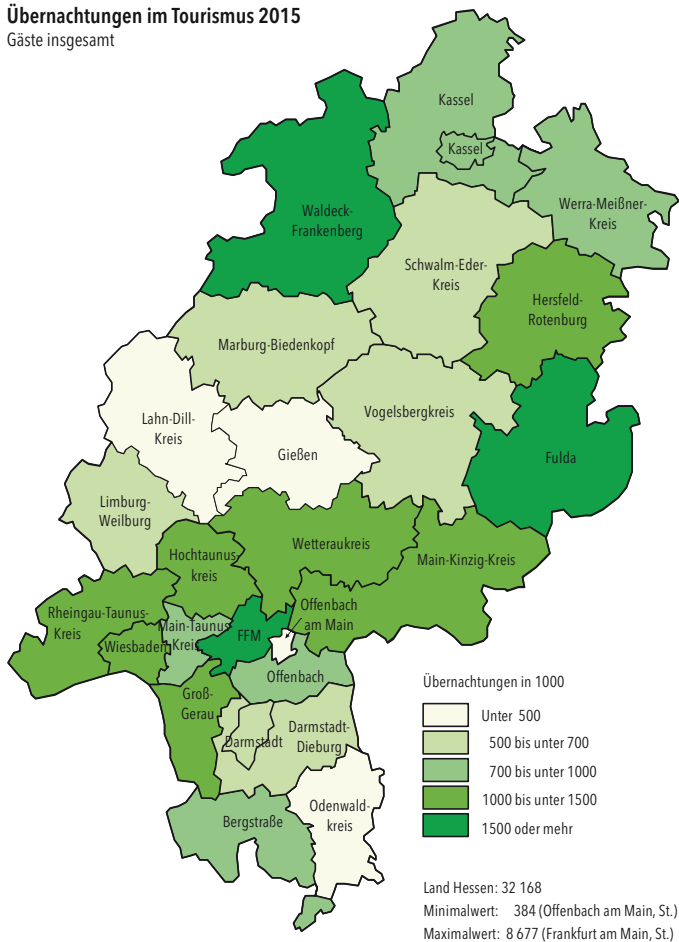 Übernachtungen im Tourismus 2015
Gäste insgesamt
Kassel
Kassel
Werra-Meißner-
Kreis
Waldeck-
Frankenberg
Schwalm-Eder-
Kreis
Hersfeld-
Rotenburg
Marburg-Biedenkopf
Vogelsbergkreis
Lahn-Dill-
Kreis
Gießen
Fulda
Limburg-
Weilburg
Hochtaunus
kreis
Wetteraukreis
Main-Kinzig-Kreis
Rheingau-Taunus-
Kreis
Wiesbaden
Main-Taunus
Kreis
FFM
Offenbach
am Main
Offenbach
Groß-
Gerau
Darmstadt
Darmstadt-
Dieburg
Odenwald-
kreis
Bergstraße
Übernachtungen in 1000
Unter 500
500 bis unter 700
700 bis unter 1000
1000 bis unter 1500
1500 oder mehr
Land Hessen: 32 168
Minimalwert: 384 (Offenbach am Main, St.)
Maximalwert: 8 677 (Frankfurt am Main, St.)